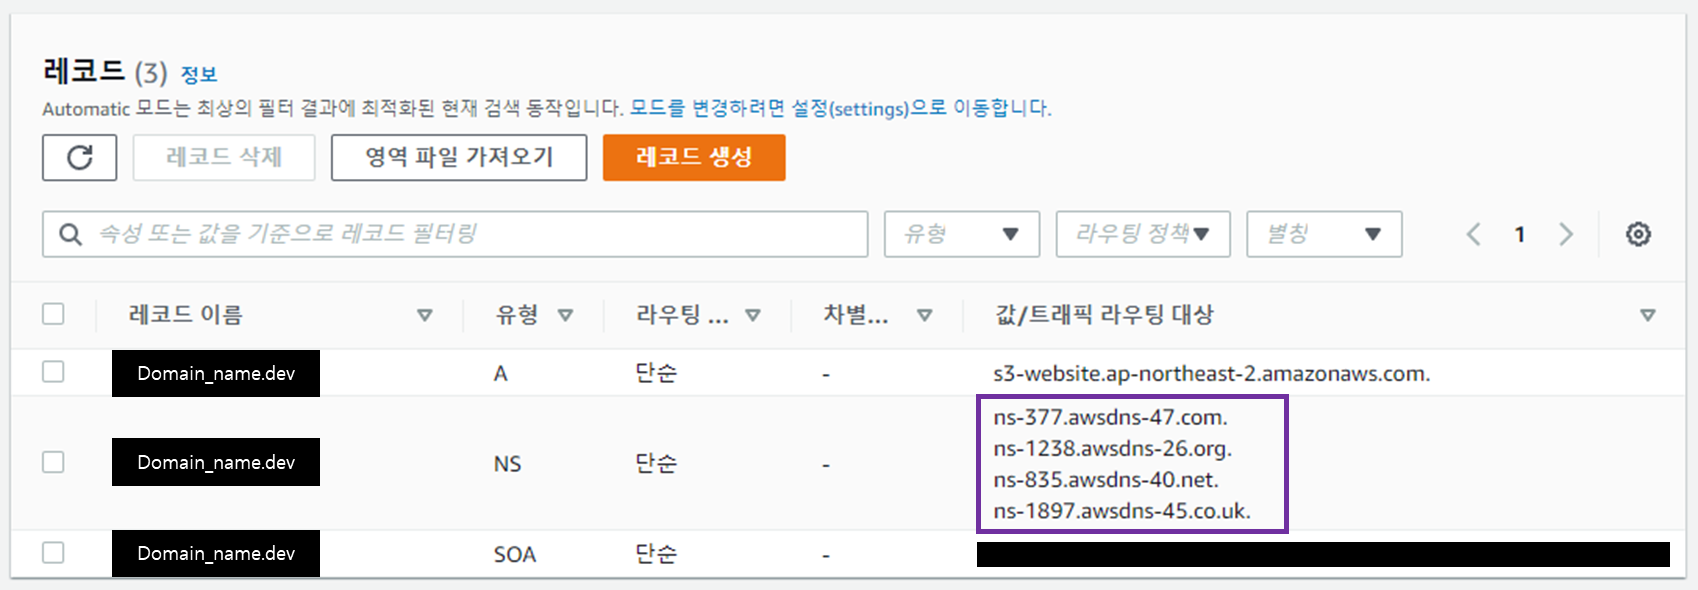 레코드 (3) 정보
Automatic 모드는 최상의 필터 결과에 최적화된 현재 검색 동작입니다. 모드를 변경하려면 설정(settings)으로 이동합니다.
레코드 삭제 영역 파일 가져오기 레코드 생성
속성 또는 값을 기준으로 레코드 필터링 유형 라우팅 정책 별칭 1
레코드 이름 유형 라우팅 ... 차별... 값/트래픽 라우팅 대상
Domain_name.dev A 단순 - s3-website.ap-northeast-2.amazonaws.com.
ns-377.awsdns-47.com.
ns-1238.awsdns-26.org.
Domain_name.dev NS 단순 -
ns-835.awsdns-40.net.
ns-1897.awsdns-45.co.uk.
Domain_name.dev SOA 단순 -